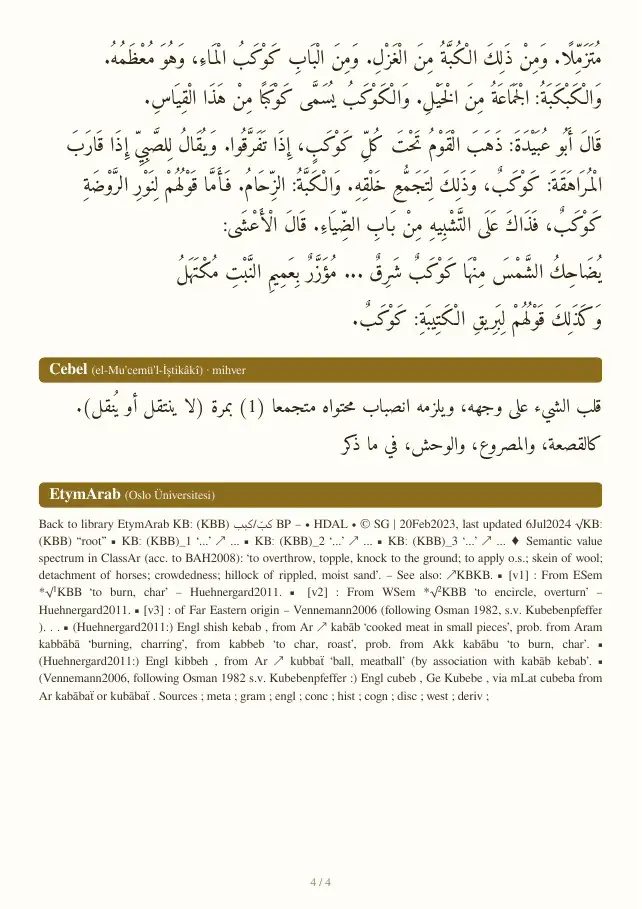 مُتَزَمِّلًا. وَمِنْ ذَلِكَ الْكُبَّةُ مِنَ الْغَزْلِ. وَمِنَ الْبَابِ كَوْكَبُ الْمَاءِ، وَهُوَ مُعْظَمُهُ.
وَالْكَبْكَبَةُ: الْجَمَاعَةُ مِنَ الْخَيْلِ. وَالْكَوْكَبُ يُسَمَّى كَوْكَبًا مِنْ هَذَا الْقِيَاسِ.
قَالَ أَبُو عُبَيْدَةَ: ذَهَبَ الْقَوْمُ تَحْتَ كُلِّ كَوْكَبٍ، إِذَا تَفَرَّقُوا. وَيُقَالُ لِلصَّبِيِّ إِذَا قَارَبَ
الْمُرَاهَقَةَ: كَوْكَبٌ، وَذَلِكَ لِتَجَمُّعِ خَلْقِهِ. وَالْكَبَّةُ: الزِّحَامُ. فَأَمَّا قَوْلُهُمْ لِنَوْرِ الرَّوْضَةِ
كَوْكَبٌ، فَذَاكَ عَلَى التَّشْبِيهِ مِنْ بَابِ الضِّيَاءِ. قَالَ الْأَعْشَى:
يُضَاحِكُ الشَّمْسَ مِنْهَا كَوْكَبٌ شَرِقٌ ... مُؤَزَّرٌ بِعَمِيمِ النَّبْتِ مُكْتَهَلُ
وَكَذَلِكَ قَوْلُهُمْ لِبَرِيقِ الْكَتِيبَةِ: كَوْكَبٌ.
Cebel (el-Mu'cemü'l-İştikâkî) · mihver
قلب الشيء على وجهه، ويلزمه انصباب محتواه متجمعا (1) بمرة (لا ينتقل أو يُنقل).
كالقصعة، والمصروع، والوحش، في ما ذكر
EtymArab (Oslo Üniversitesi)
Back to library EtymArab KB: (KBB) كبّ/كبب BP – • HDAL • © SG | 20Feb2023, last updated 6Jul2024 √KB:
(KBB) “root” ▪ KB: (KBB)_1 ‘...’ ↗ ... ▪ KB: (KBB)_2 ‘...’ ↗ ... ▪ KB: (KBB)_3 ‘...’ ↗ ... ♦ Semantic value
spectrum in ClassAr (acc. to BAH2008): ‘to overthrow, topple, knock to the ground; to apply o.s.; skein of wool;
detachment of horses; crowdedness; hillock of rippled, moist sand’. – See also: ↗KBKB. ▪ [v1] : From ESem
*√¹KBB ‘to burn, char’ – Huehnergard2011. ▪ [v2] : From WSem *√²KBB ‘to encircle, overturn’ –
Huehnergard2011. ▪ [v3] : of Far Eastern origin – Vennemann2006 (following Osman 1982, s.v. Kubebenpfeffer
). . . ▪ (Huehnergard2011:) Engl shish kebab , from Ar ↗ kabāb ‘cooked meat in small pieces’, prob. from Aram
kabbābā ‘burning, charring’, from kabbeb ‘to char, roast’, prob. from Akk kabābu ‘to burn, char’. ▪
(Huehnergard2011:) Engl kibbeh , from Ar ↗ kubbaẗ ‘ball, meatball’ (by association with kabāb kebab’. ▪
(Vennemann2006, following Osman 1982 s.v. Kubebenpfeffer :) Engl cubeb , Ge Kubebe , via mLat cubeba from
Ar kabābaẗ or kubābaẗ . Sources ; meta ; gram ; engl ; conc ; hist ; cogn ; disc ; west ; deriv ;
4 / 4